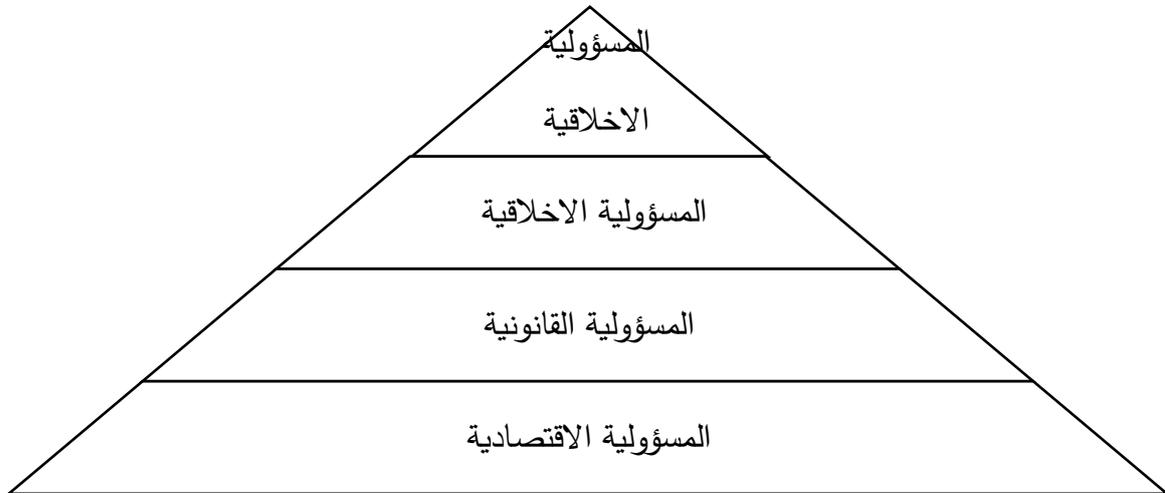 المسؤولية
الاخلاقية
المسؤولية الاخلاقية
المسؤولية القانونية
المسؤولية الاقتصادية